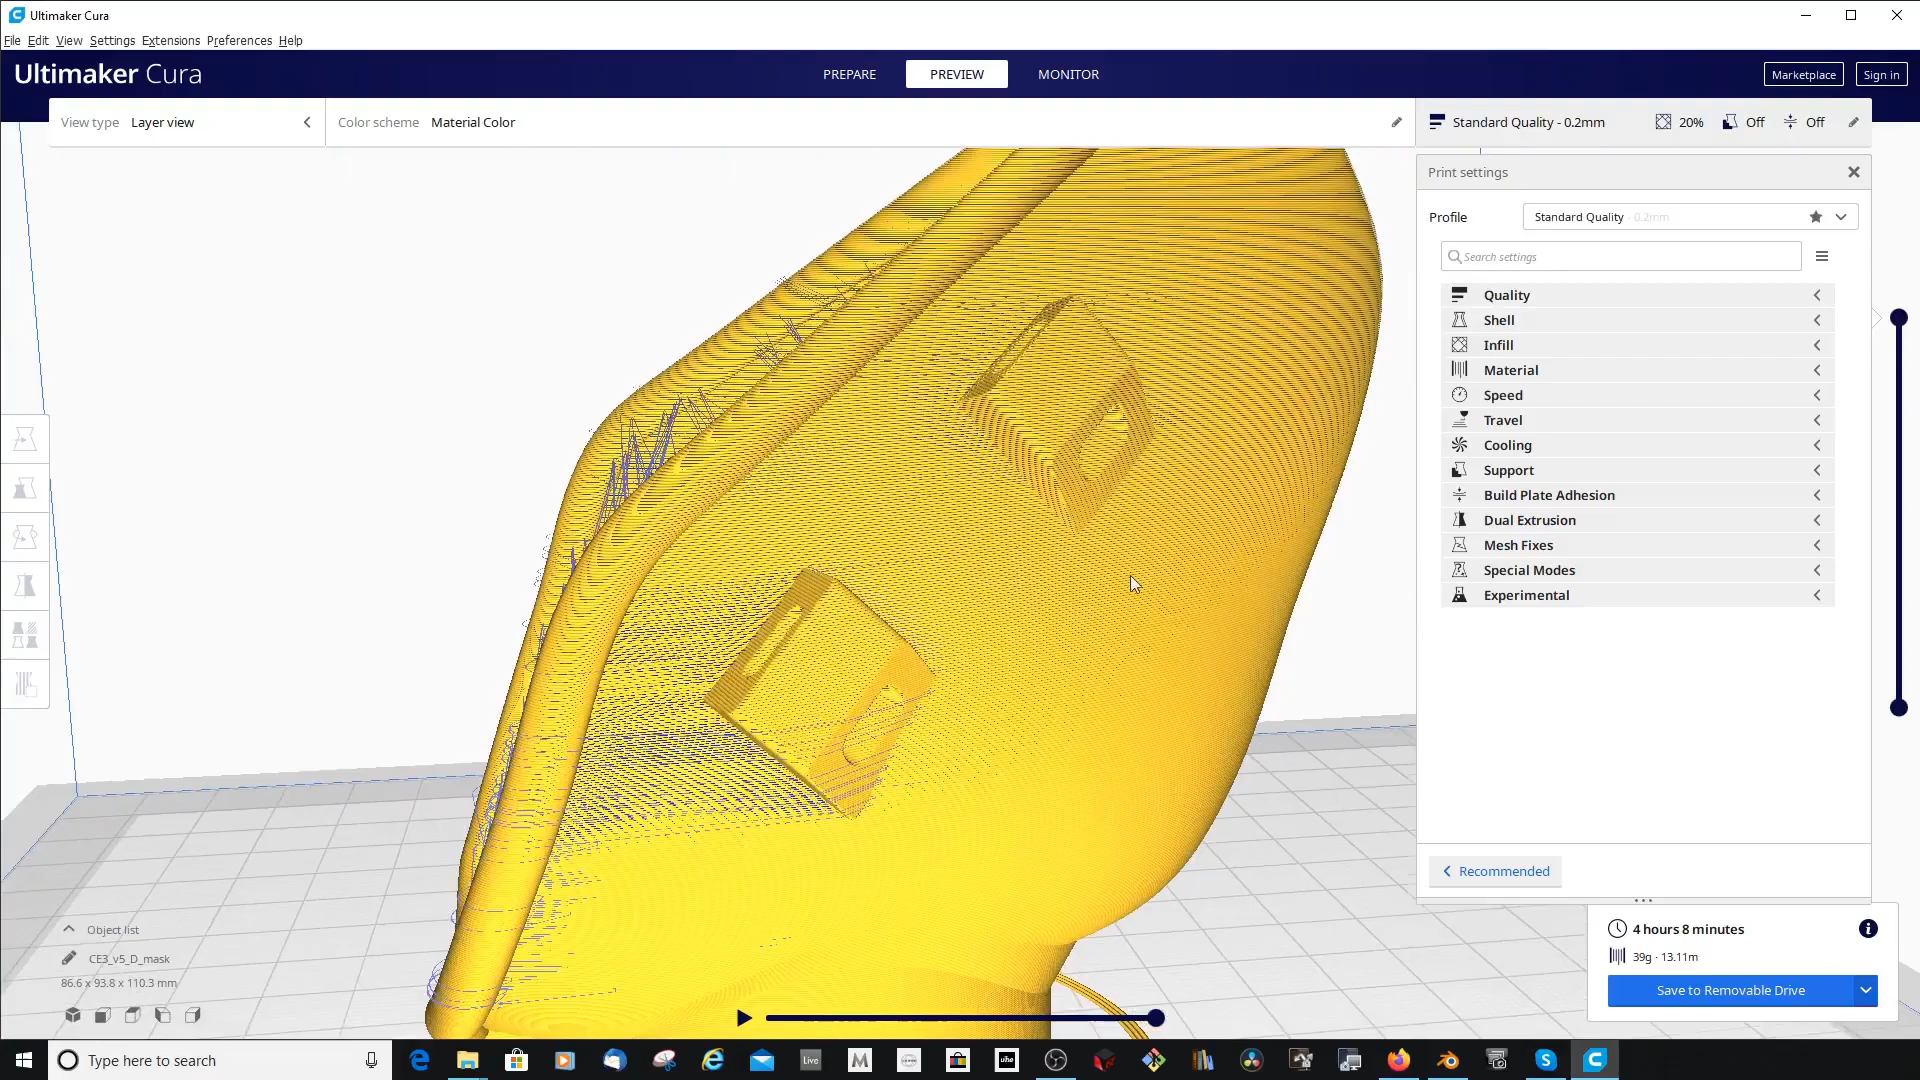 Ultimaker Cura
File Edit View Settings Extensions Preferences Help
Ultimaker Cura
PREPARE PREVIEW MONITOR
Marketplace Sign in
View type Layer view
Color scheme Material Color
Standard Quality - 0.2mm 20% Off Off
Print settings
Profile Standard Quality - 0.2mm
Search settings
Quality
Shell
Infill
Material
Speed
Travel
Cooling
Support
Build Plate Adhesion
Dual Extrusion
Mesh Fixes
Special Modes
Experimental
Recommended
Object list
CE3_v5_D_mask
86.6 x 93.8 x 110.3 mm
4 hours 8 minutes
39g · 13.11m
Save to Removable Drive
Type here to search
Live